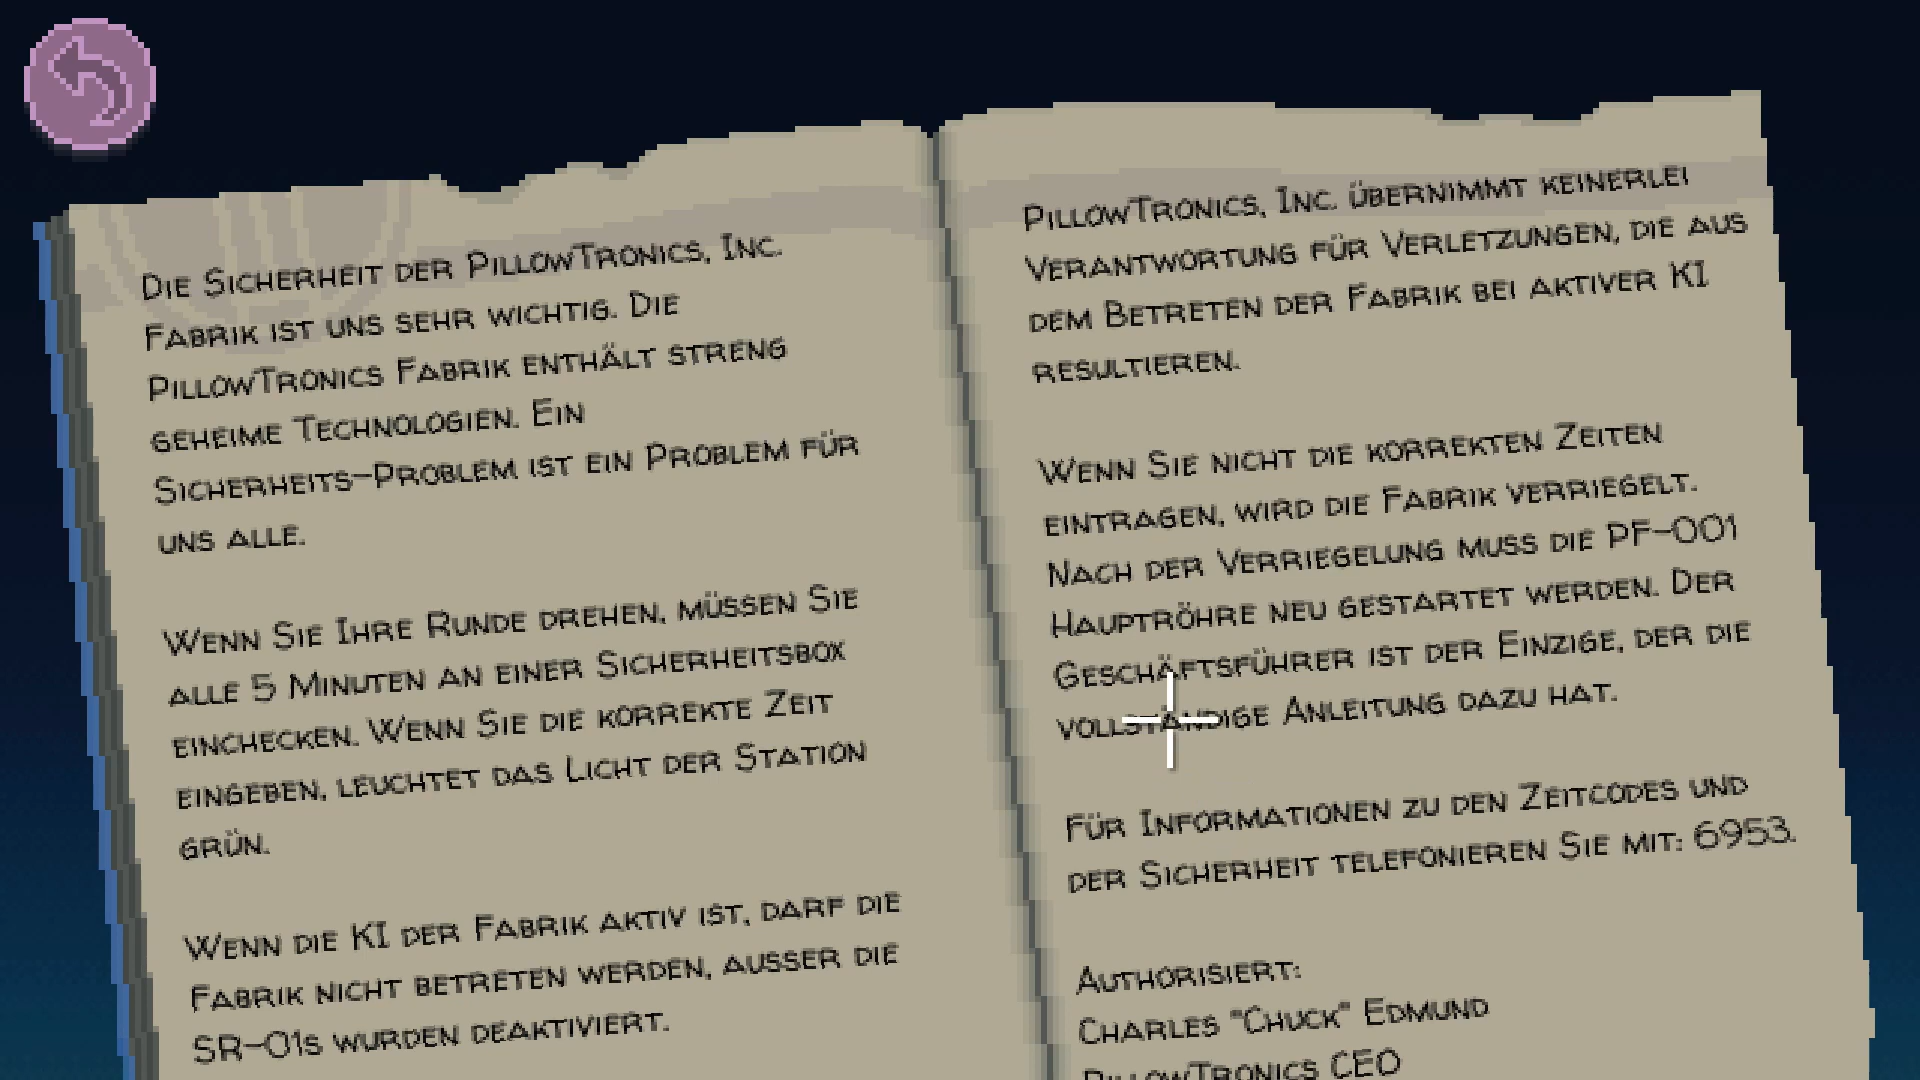 Die Sicherheit der PillowTronics, Inc.
Fabrik ist uns sehr wichtig. Die
PillowTronics Fabrik enthält streng
geheime Technologien. Ein
Sicherheits-Problem ist ein Problem für
uns alle.
Wenn Sie Ihre Runde drehen, müssen Sie
alle 5 Minuten an einer Sicherheitsbox
einchecken. Wenn Sie die korrekte Zeit
eingeben, leuchtet das Licht der Station
grün.
Wenn die KI der Fabrik aktiv ist, darf die
Fabrik nicht betreten werden, ausser die
SR-01s wurden deaktiviert.
PillowTronics, Inc. übernimmt keinerlei
Verantwortung für Verletzungen, die aus
dem Betreten der Fabrik bei aktiver KI
resultieren.
Wenn Sie nicht die korrekten Zeiten
eintragen, wird die Fabrik verriegelt.
Nach der Verriegelung muss die PF-001
Hauptröhre neu gestartet werden. Der
Geschäftsführer ist der Einzige, der die
vollständige Anleitung dazu hat.
Für Informationen zu den Zeitcodes und
der Sicherheit telefonieren Sie mit: 6953.
Authorisiert:
Charles "Chuck" Edmund
PillowTronics CEO